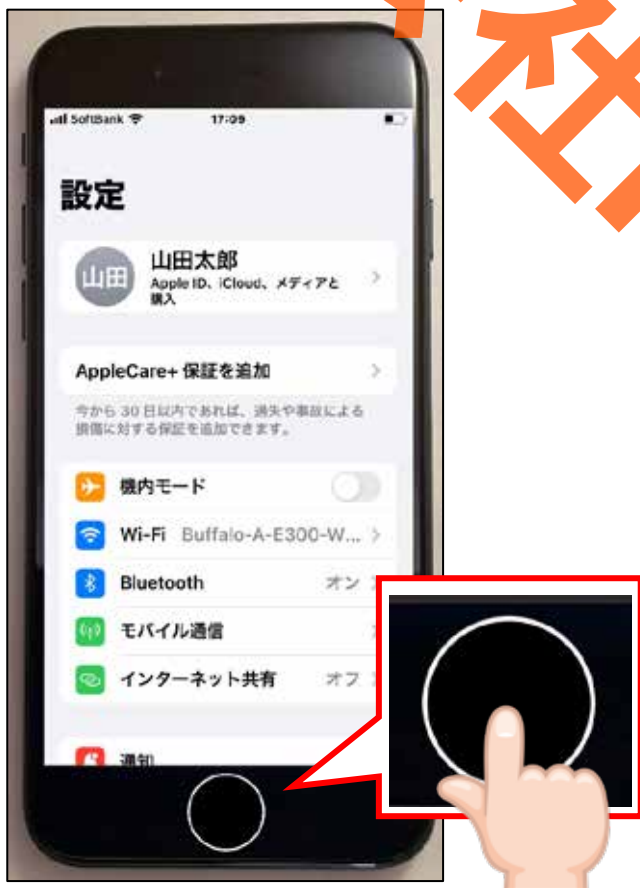 社
SoftBank 17:09
設定
山田
山田太郎
Apple ID、iCloud、メディアと
購入
AppleCare+ 保証を追加
今から 30 日以内であれば、過失や事故による
損傷に対する保証を追加できます。
機内モード
Wi-Fi Buffalo-A-E300-W...
Bluetooth オン
モバイル通信
インターネット共有 オフ
通知